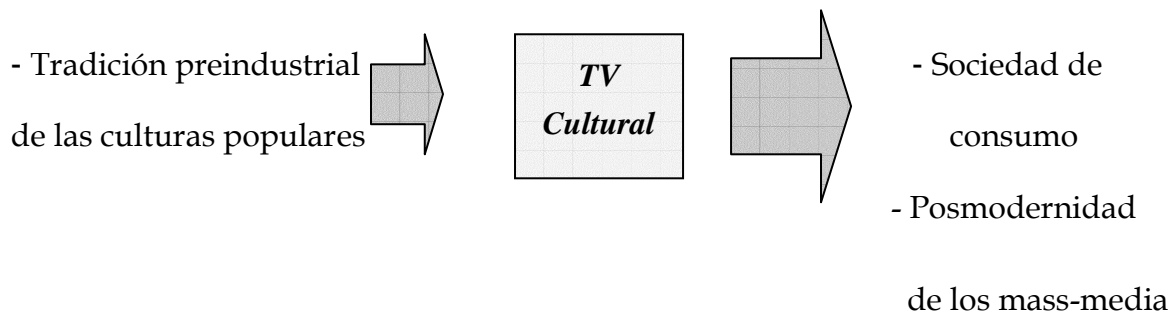 - Tradición preindustrial
de las culturas populares
TV
Cultural
- Sociedad de
consumo
- Posmodernidad
de los mass-media